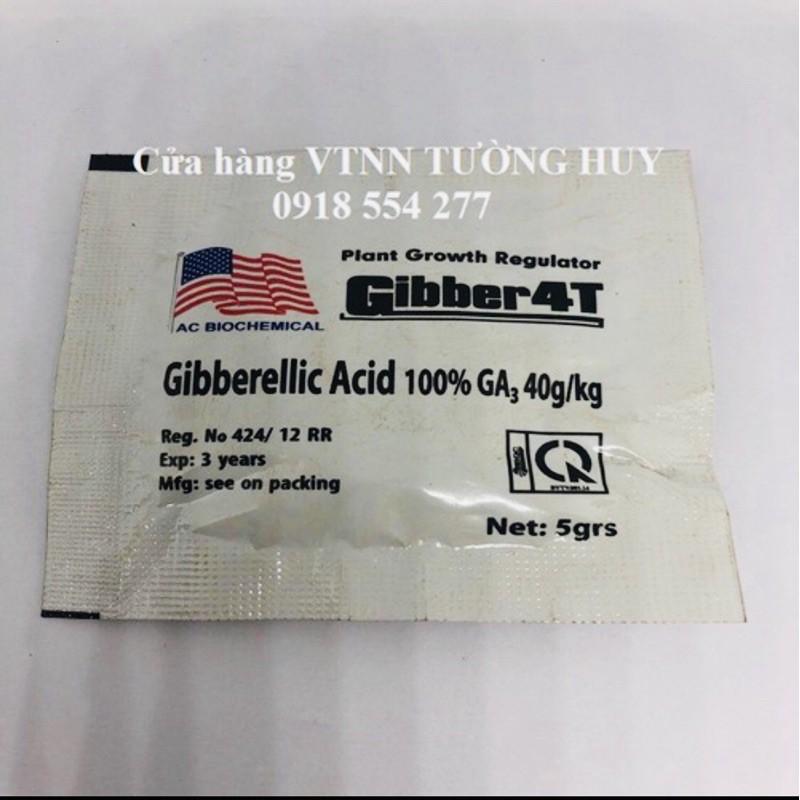 Cửa hàng VTNN TƯỜNG HUY
0918 554 277
Plant Growth Regulator
Gibber4T
AC BIOCHEMICAL
Gibberellic Acid 100% GA₃ 40g/kg
Reg. No 424/ 12 RR
Exp: 3 years
Mfg: see on packing
CR
Net: 5grs